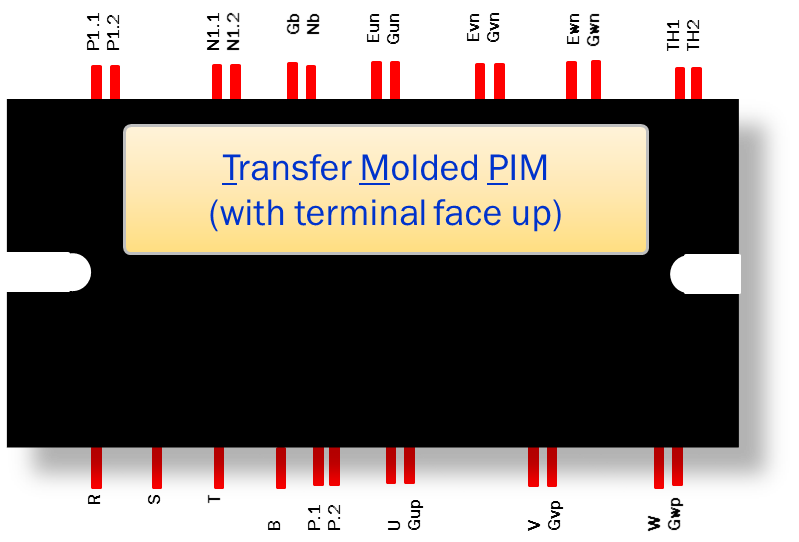 P1.1
P1.2
N1.1
N1.2
Gb
Nb
Eun
Gun
Evn
Gvn
Ewn
Gwn
TH1
TH2
Transfer Molded PIM
(with terminal face up)
R
S
T
B
P.1
P.2
U
Gup
V
Gvp
W
Gwp